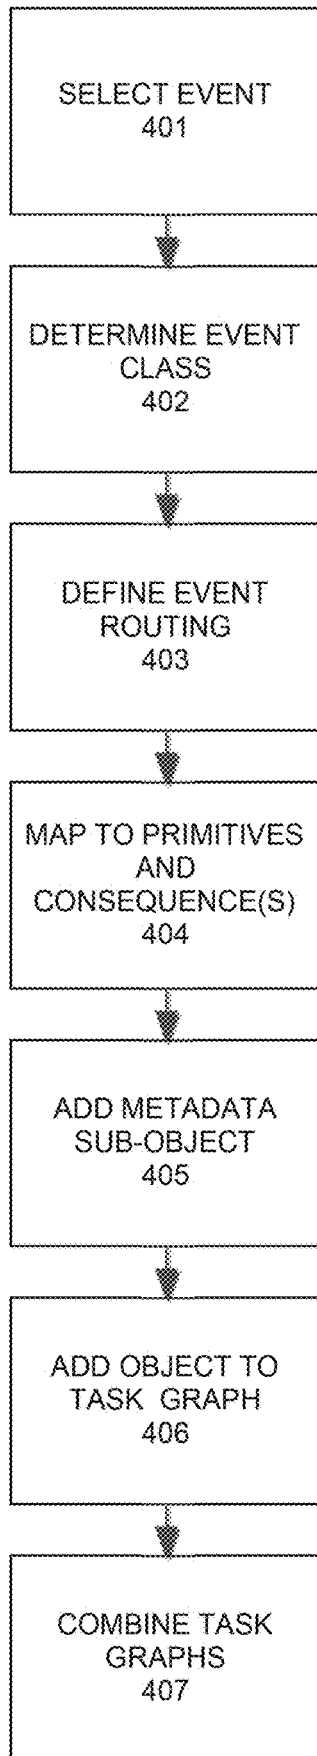 SELECT EVENT
401
DETERMINE EVENT
CLASS
402
DEFINE EVENT
ROUTING
403
MAP TO PRIMITIVES
AND
CONSEQUENCE(S)
404
ADD METADATA
SUB-OBJECT
405
ADD OBJECT TO
TASK GRAPH
406
COMBINE TASK
GRAPHS
407